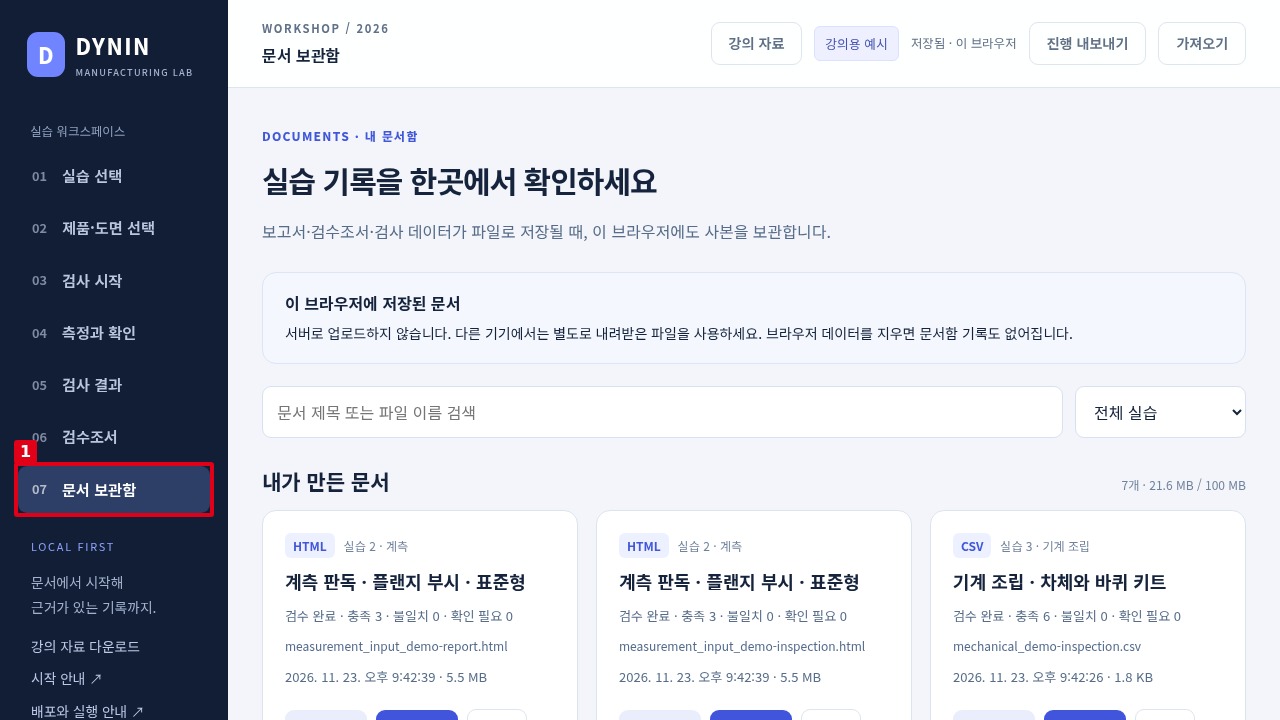 D
DYNIN
MANUFACTURING LAB
실습 워크스페이스
01 실습 선택
02 제품·도면 선택
03 검사 시작
04 측정과 확인
05 검사 결과
06 검수조서
1
07 문서 보관함
LOCAL FIRST
문서에서 시작해
근거가 있는 기록까지.
강의 자료 다운로드
시작 안내 ↗
배포와 실행 안내 ↗
WORKSHOP / 2026
문서 보관함
강의 자료
강의용 예시
저장됨 · 이 브라우저
진행 내보내기
가져오기
DOCUMENTS · 내 문서함
실습 기록을 한곳에서 확인하세요
보고서·검수조서·검사 데이터가 파일로 저장될 때, 이 브라우저에도 사본을 보관합니다.
이 브라우저에 저장된 문서
서버로 업로드하지 않습니다. 다른 기기에서는 별도로 내려받은 파일을 사용하세요. 브라우저 데이터를 지우면 문서함 기록도 없어집니다.
문서 제목 또는 파일 이름 검색
전체 실습
내가 만든 문서
7개 · 21.6 MB / 100 MB
HTML 실습 2 · 계측
계측 판독 · 플랜지 부시 · 표준형
검수 완료 · 충족 3 · 불일치 0 · 확인 필요 0
measurement_input_demo-report.html
2026. 11. 23. 오후 9:42:39 · 5.5 MB
HTML 실습 2 · 계측
계측 판독 · 플랜지 부시 · 표준형
검수 완료 · 충족 3 · 불일치 0 · 확인 필요 0
measurement_input_demo-inspection.html
2026. 11. 23. 오후 9:42:39 · 5.5 MB
CSV 실습 3 · 기계 조립
기계 조립 · 차체와 바퀴 키트
검수 완료 · 충족 6 · 불일치 0 · 확인 필요 0
mechanical_demo-inspection.csv
2026. 11. 23. 오후 9:42:26 · 1.8 KB